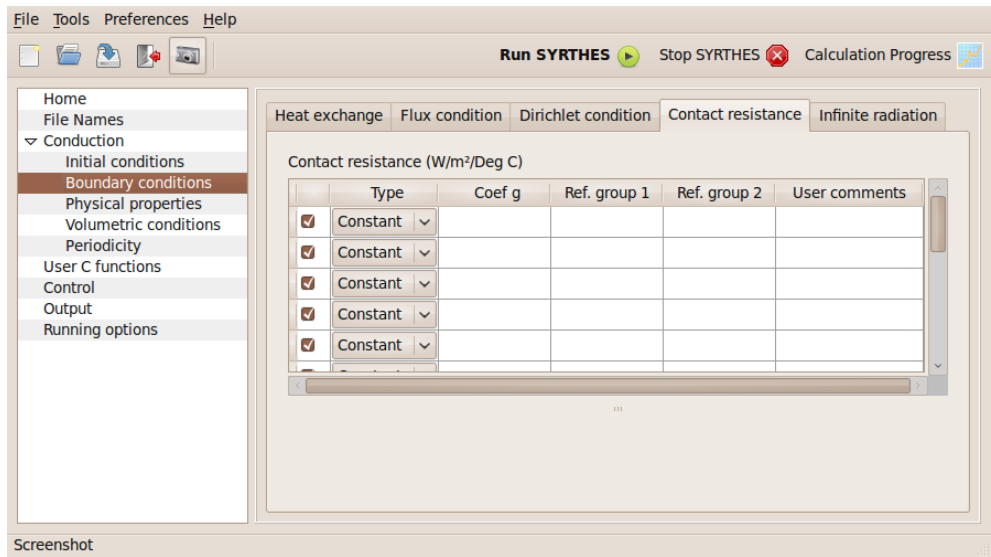 File Tools Preferences Help
Run SYRTHES Stop SYRTHES Calculation Progress
Home
File Names
Conduction
Initial conditions
Boundary conditions
Physical properties
Volumetric conditions
Periodicity
User C functions
Control
Output
Running options
Heat exchange Flux condition Dirichlet condition Contact resistance Infinite radiation
Contact resistance (W/m²/Deg C)
Type Coef g Ref. group 1 Ref. group 2 User comments
Constant
Constant
Constant
Constant
Constant
Screenshot